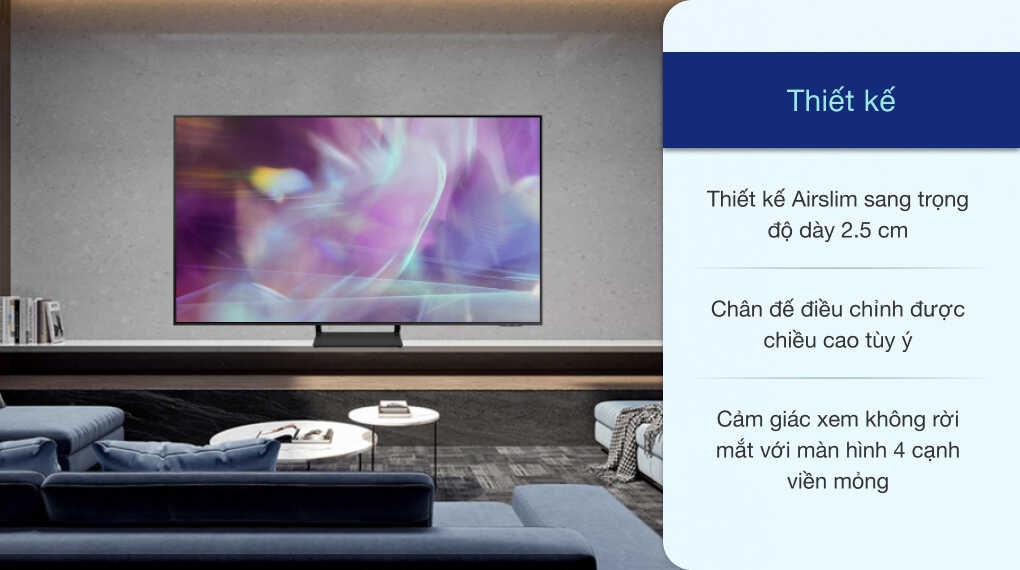 Thiết kế
Thiết kế Airslim sang trọng
độ dày 2.5 cm
Chân đế điều chỉnh được
chiều cao tùy ý
Cảm giác xem không rời
mắt với màn hình 4 cạnh
viền mỏng